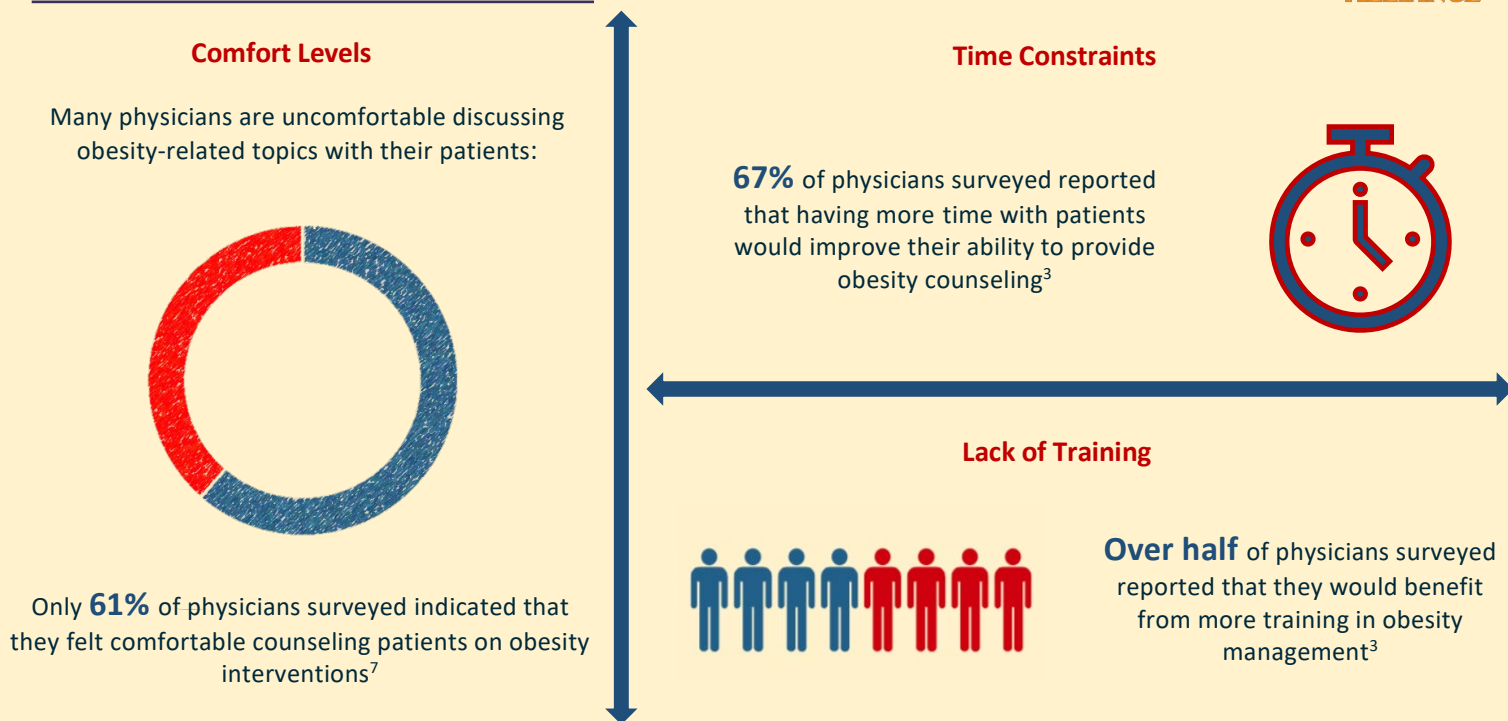 Comfort Levels
Many physicians are uncomfortable discussing
obesity-related topics with their patients:
Only 61% of physicians surveyed indicated that
they felt comfortable counseling patients on obesity
interventions7
Time Constraints
67% of physicians surveyed reported
that having more time with patients
would improve their ability to provide
obesity counseling3
Lack of Training
Over half of physicians surveyed
reported that they would benefit
from more training in obesity
management3